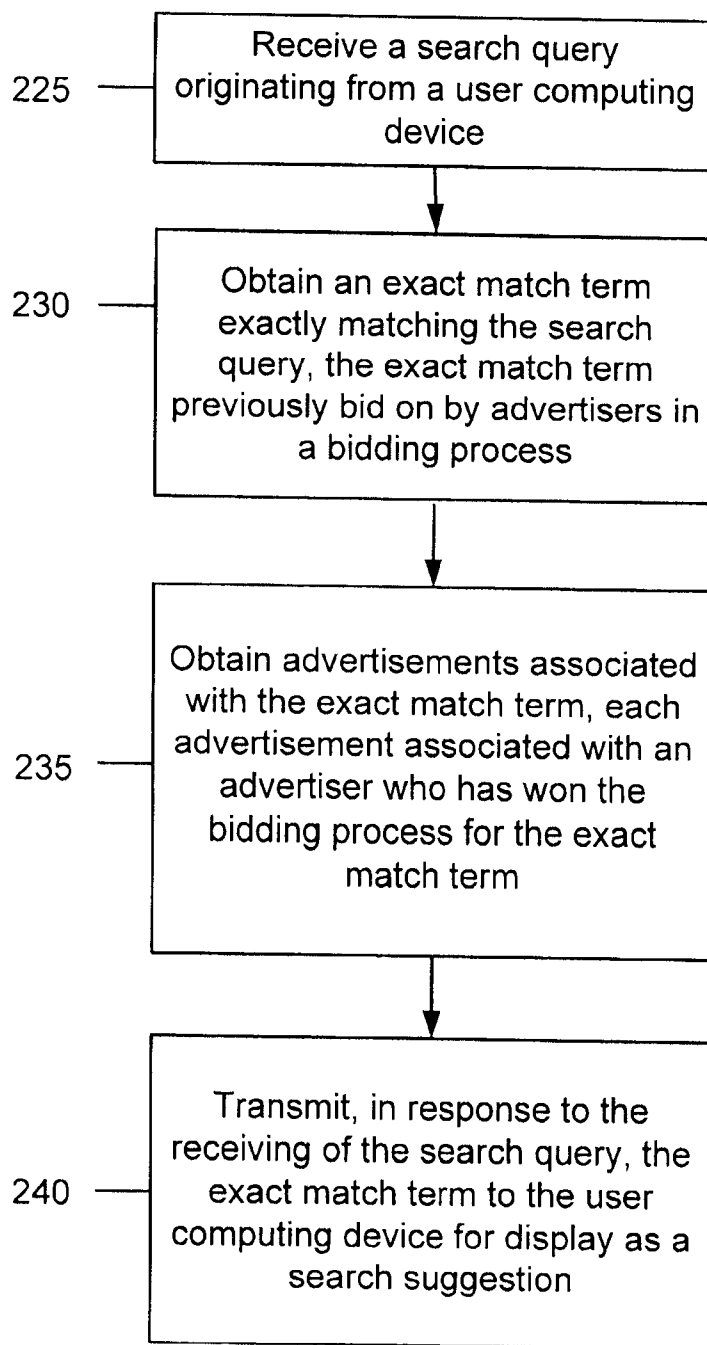 Receive a search query
225
originating from a user computing
device
230
Obtain an exact match term
exactly matching the search
query, the exact match term
previously bid on by advertisers in
a bidding process
Obtain advertisements associated
with the exact match term, each
advertisement associated with an
235
advertiser who has won the
bidding process for the exact
match term
Transmit, in response to the
receiving of the search query, the
240
exact match term to the user
computing device for display as a
search suggestion